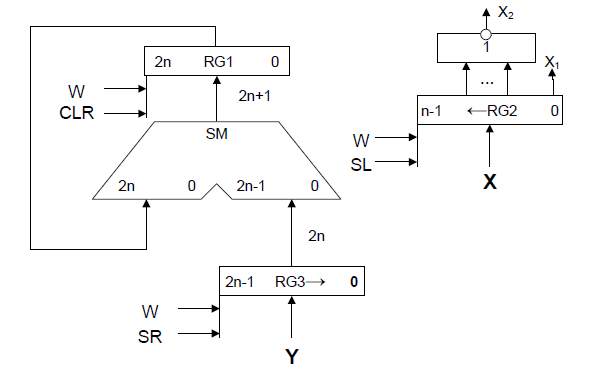 X2
1
X1
2n RG1 0
n-1 ←RG2 0
W
CLR
2n+1
...
W
SL
X
SM
2n 0 2n-1 0
2n
2n-1 RG3→ 0
W
SR
Y